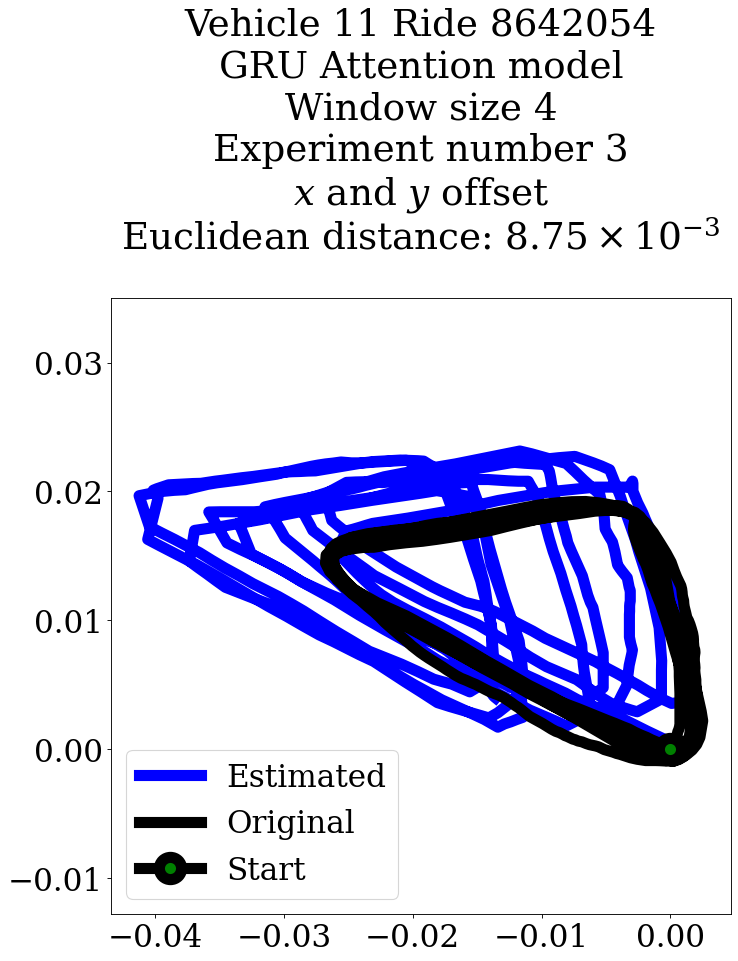 Vehicle 11 Ride 8642054
GRU Attention model
Window size 4
Experiment number 3
x and y offset
Euclidean distance: 8.75 × 10⁻³
0.03
0.02
0.01
0.00
−0.01
Estimated
Original
Start
−0.04 −0.03 −0.02 −0.01 0.00